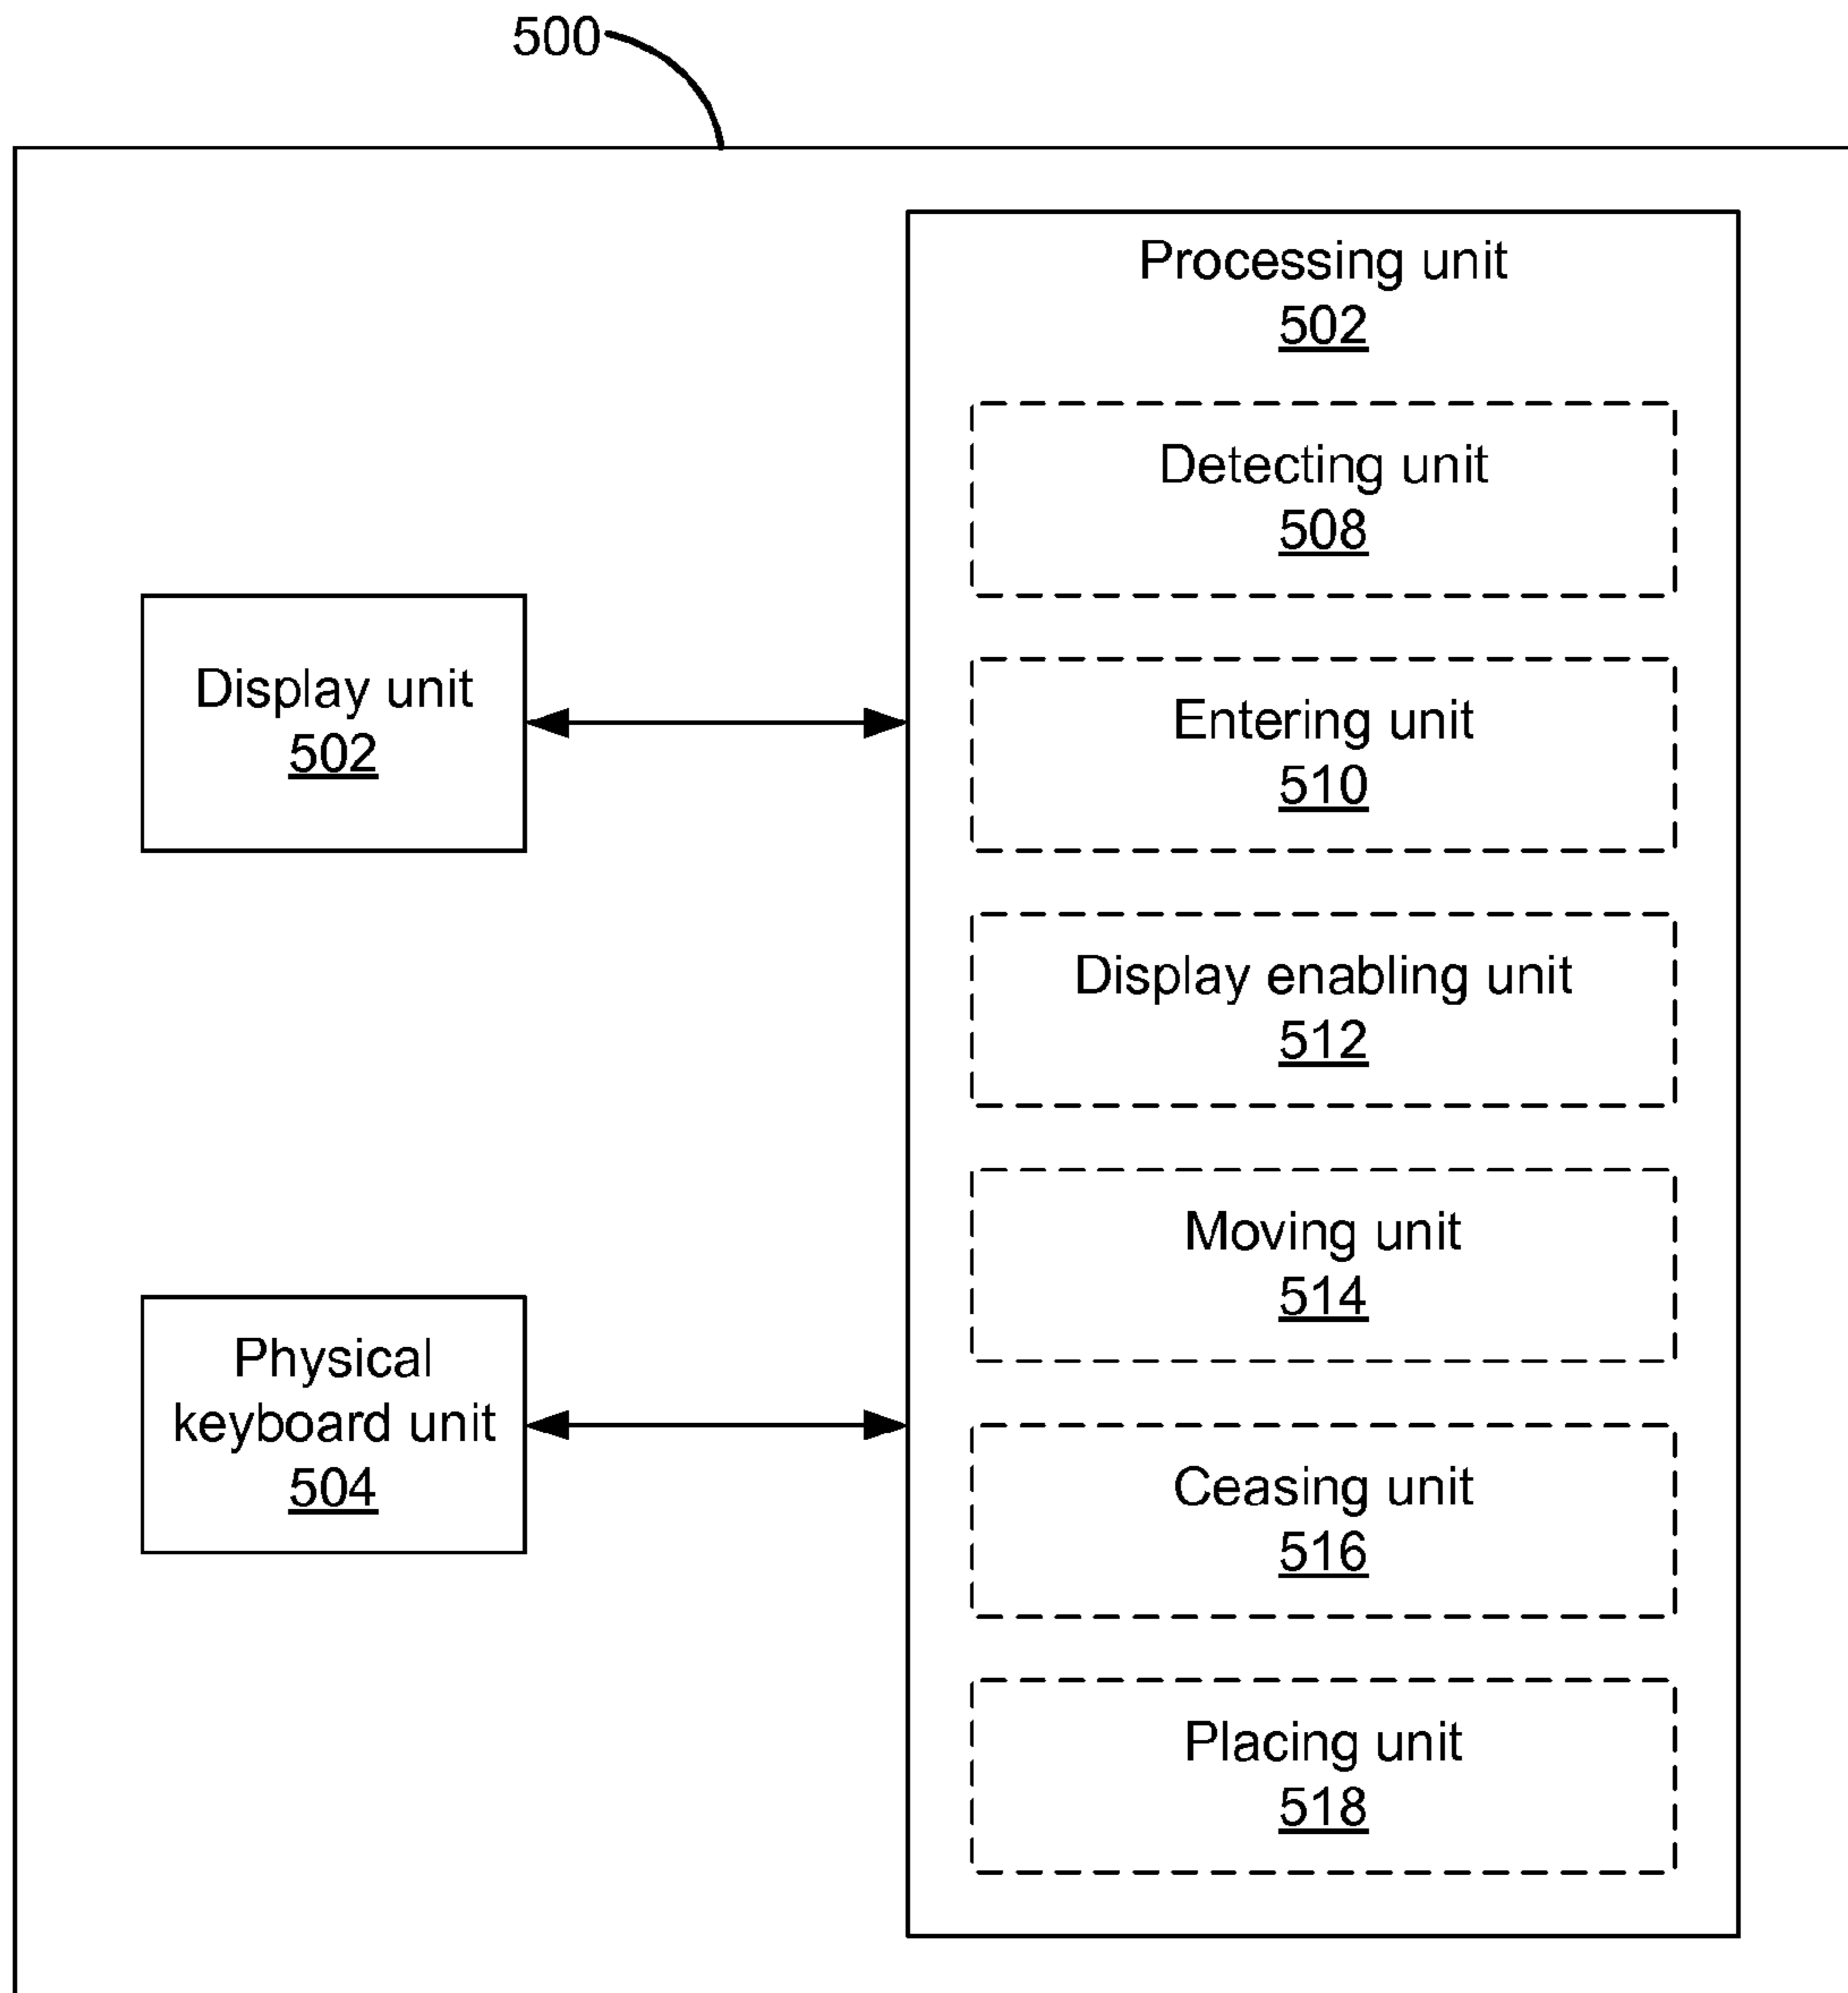 500
Processing unit
502
Detecting unit
508
Display unit
502
Entering unit
510
Display enabling unit
512
Moving unit
514
Physical
keyboard unit
504
Ceasing unit
516
Placing unit
518